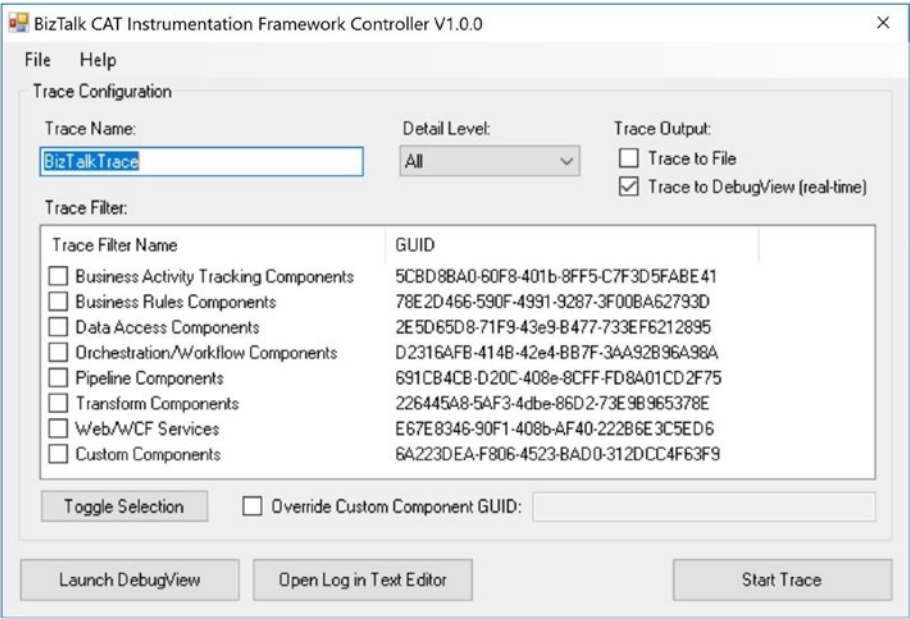 BizTalk CAT Instrumentation Framework Controller V1.0.0
File Help
Trace Configuration
Trace Name: Detail Level: Trace Output:
BizTalkTrace All Trace to File
Trace to DebugView (real-time)
Trace Filter:
Trace Filter Name GUID
Business Activity Tracking Components 5CBD8BA0-60F8-401b-8FF5-C7F3D5FABE41
Business Rules Components 78E2D466-590F-4991-9287-3F00BA62793D
Data Access Components 2E5D65D8-71F9-43e9-B477-733EF6212895
Orchestration/Workflow Components D2316AFB-414B-42e4-BB7F-3AA92B96A98A
Pipeline Components 691CB4CB-D20C-408e-8CFF-FD8A01CD2F75
Transform Components 226445A8-5AF3-4dbe-86D2-73E9B965378E
Web/WCF Services E67E8346-90F1-408b-AF40-222B6E3C5ED6
Custom Components 6A223DEA-F806-4523-BAD0-312DCC4F63F9
Toggle Selection Override Custom Component GUID:
Launch DebugView Open Log in Text Editor Start Trace